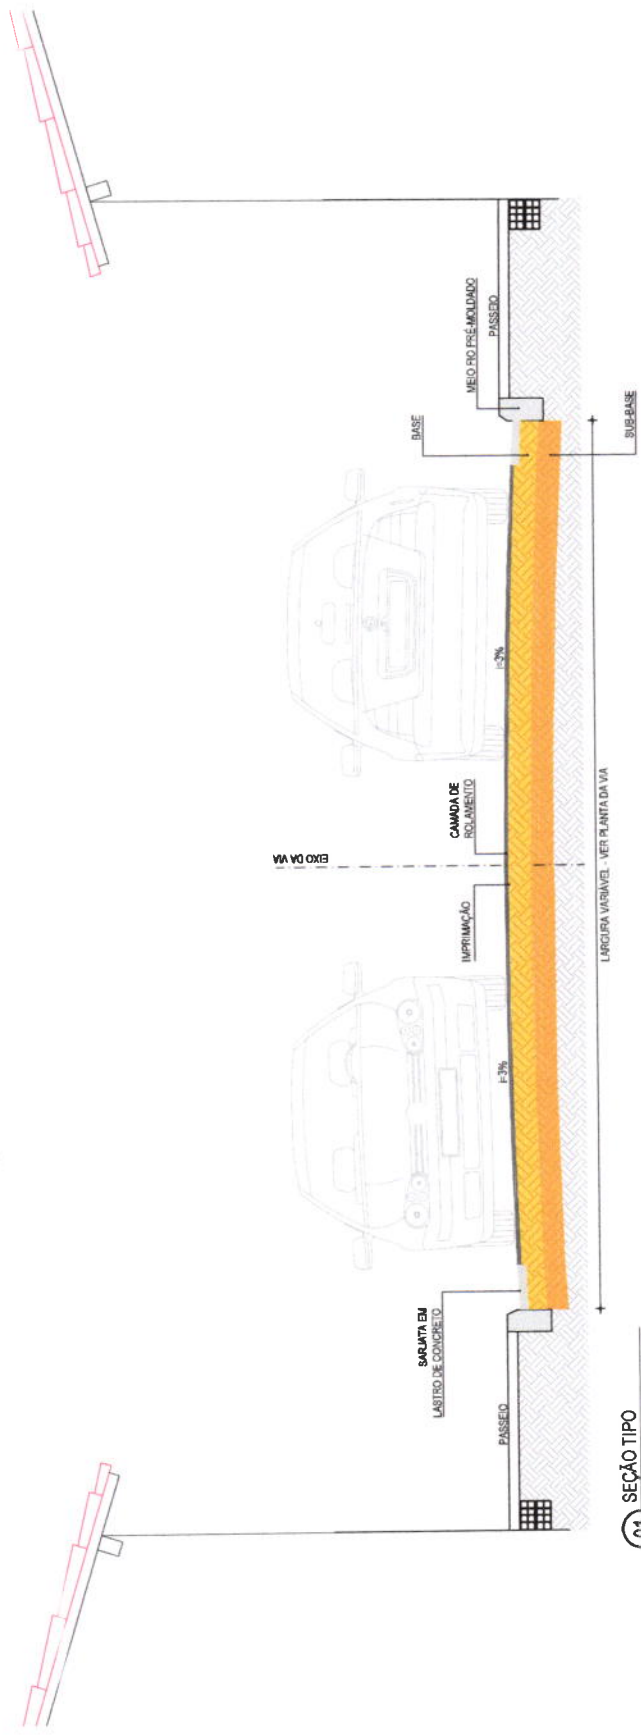 EIXO DA VIA
CAMADA DE
ROLAMENTO
IMPRIMAÇÃO
SARJATA EM
LASTRO DE CONCRETO
PASSEIO
i=3%
i=3%
BASE
MEIO FIO PRÉ-MOLDADO
PASSEIO
SUB-BASE
LARGURA VARIÁVEL - VER PLANTA DA VIA
01 SEÇÃO TIPO